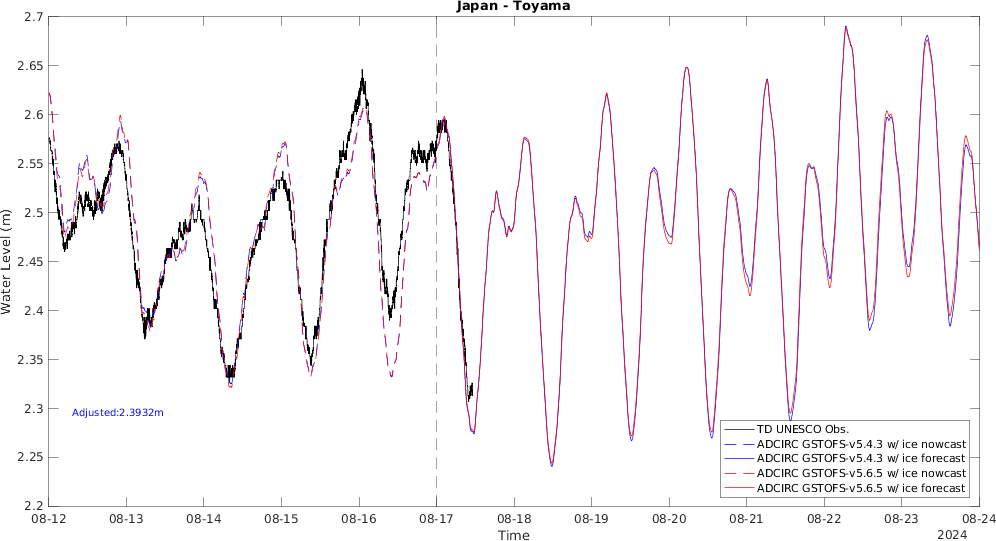 Japan - Toyama
2.7
2.65
2.6
2.55
2.5
2.45
2.4
2.35
2.3
2.25
2.2
Water Level (m)
Adjusted:2.3932m
TD UNESCO Obs.
ADCIRC GSTOFS-v5.4.3 w/ ice nowcast
ADCIRC GSTOFS-v5.4.3 w/ ice forecast
ADCIRC GSTOFS-v5.6.5 w/ ice nowcast
ADCIRC GSTOFS-v5.6.5 w/ ice forecast
08-12 08-13 08-14 08-15 08-16 08-17 08-18 08-19 08-20 08-21 08-22 08-23 08-24
Time
2024